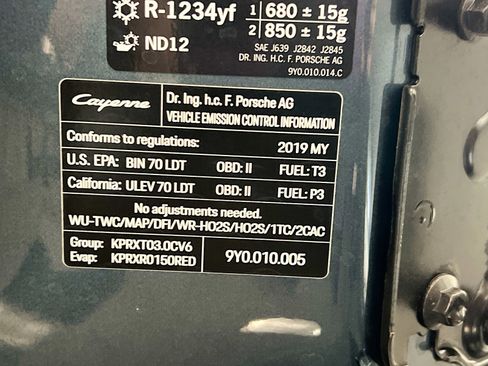 R-1234yf 1 680 ± 15g
ND12 2 850 ± 15g
SAE J639 J2842 J2845
DR. ING. H.C. F. PORSCHE AG
9Y0.010.014.C
Cayenne Dr. Ing. h.c. F. Porsche AG
VEHICLE EMISSION CONTROL INFORMATION
Conforms to regulations: 2019 MY
U.S. EPA: BIN 70 LDT OBD: II FUEL: T3
California: ULEV 70 LDT OBD: II FUEL: P3
No adjustments needed.
WU-TWC/MAP/DFI/WR-HO2S/HO2S/1TC/2CAC
Group: KPRXT03.0CV6
Evap: KPRXR0150RED 9Y0.010.005